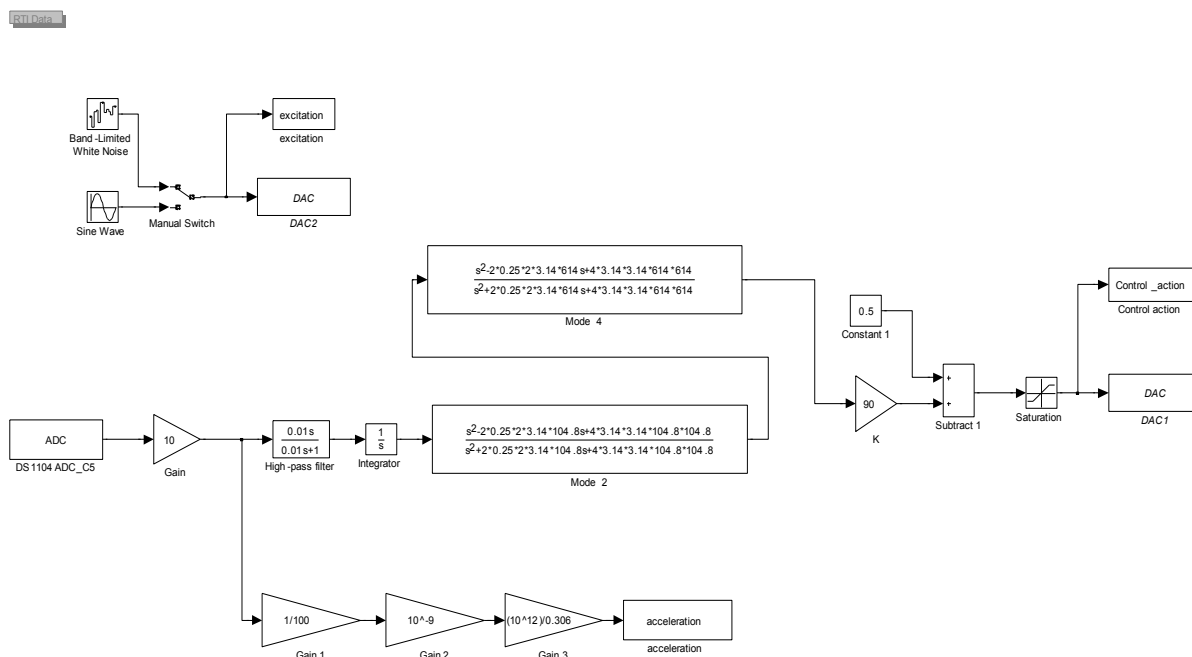 RTI Data
excitation
Band -Limited
White Noise
excitation
DAC
Sine Wave
Manual Switch
DAC2
s²-2*0.25*2*3.14*614 s+4*3.14*3.14*614 *614
s²+2*0.25*2*3.14*614 s+4*3.14*3.14*614 *614
Mode 4
0.5
Constant 1
Control _action
Control action
90
K
+
+
Subtract 1
Saturation
DAC
DAC1
ADC
DS1104 ADC_C5
10
Gain
0.01s
0.01s+1
High -pass filter
1
s
Integrator
s²-2*0.25*2*3.14*104 .8s+4*3.14*3.14*104 .8*104 .8
s²+2*0.25*2*3.14*104 .8s+4*3.14*3.14*104 .8*104 .8
Mode 2
1/100
Gain 1
10^-9
Gain 2
(10^12)/0.306
Gain 3
acceleration
acceleration